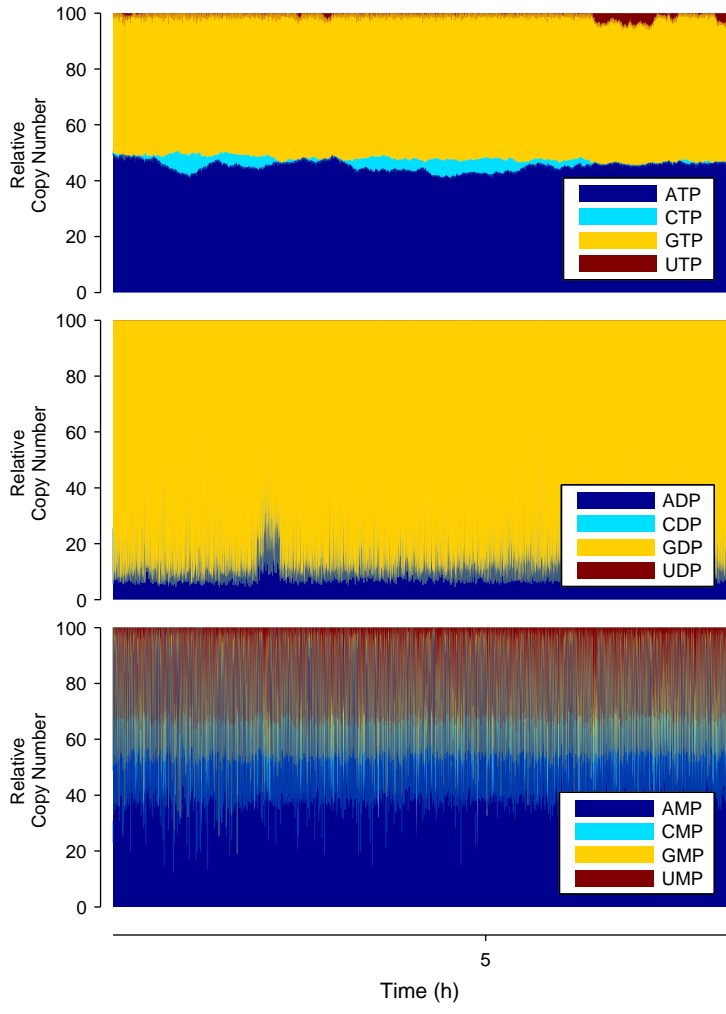 100
80
60
40
20
0
Relative
Copy Number
ATP
CTP
GTP
UTP
100
80
60
40
20
0
Relative
Copy Number
ADP
CDP
GDP
UDP
100
80
60
40
20
0
Relative
Copy Number
AMP
CMP
GMP
UMP
5
Time (h)